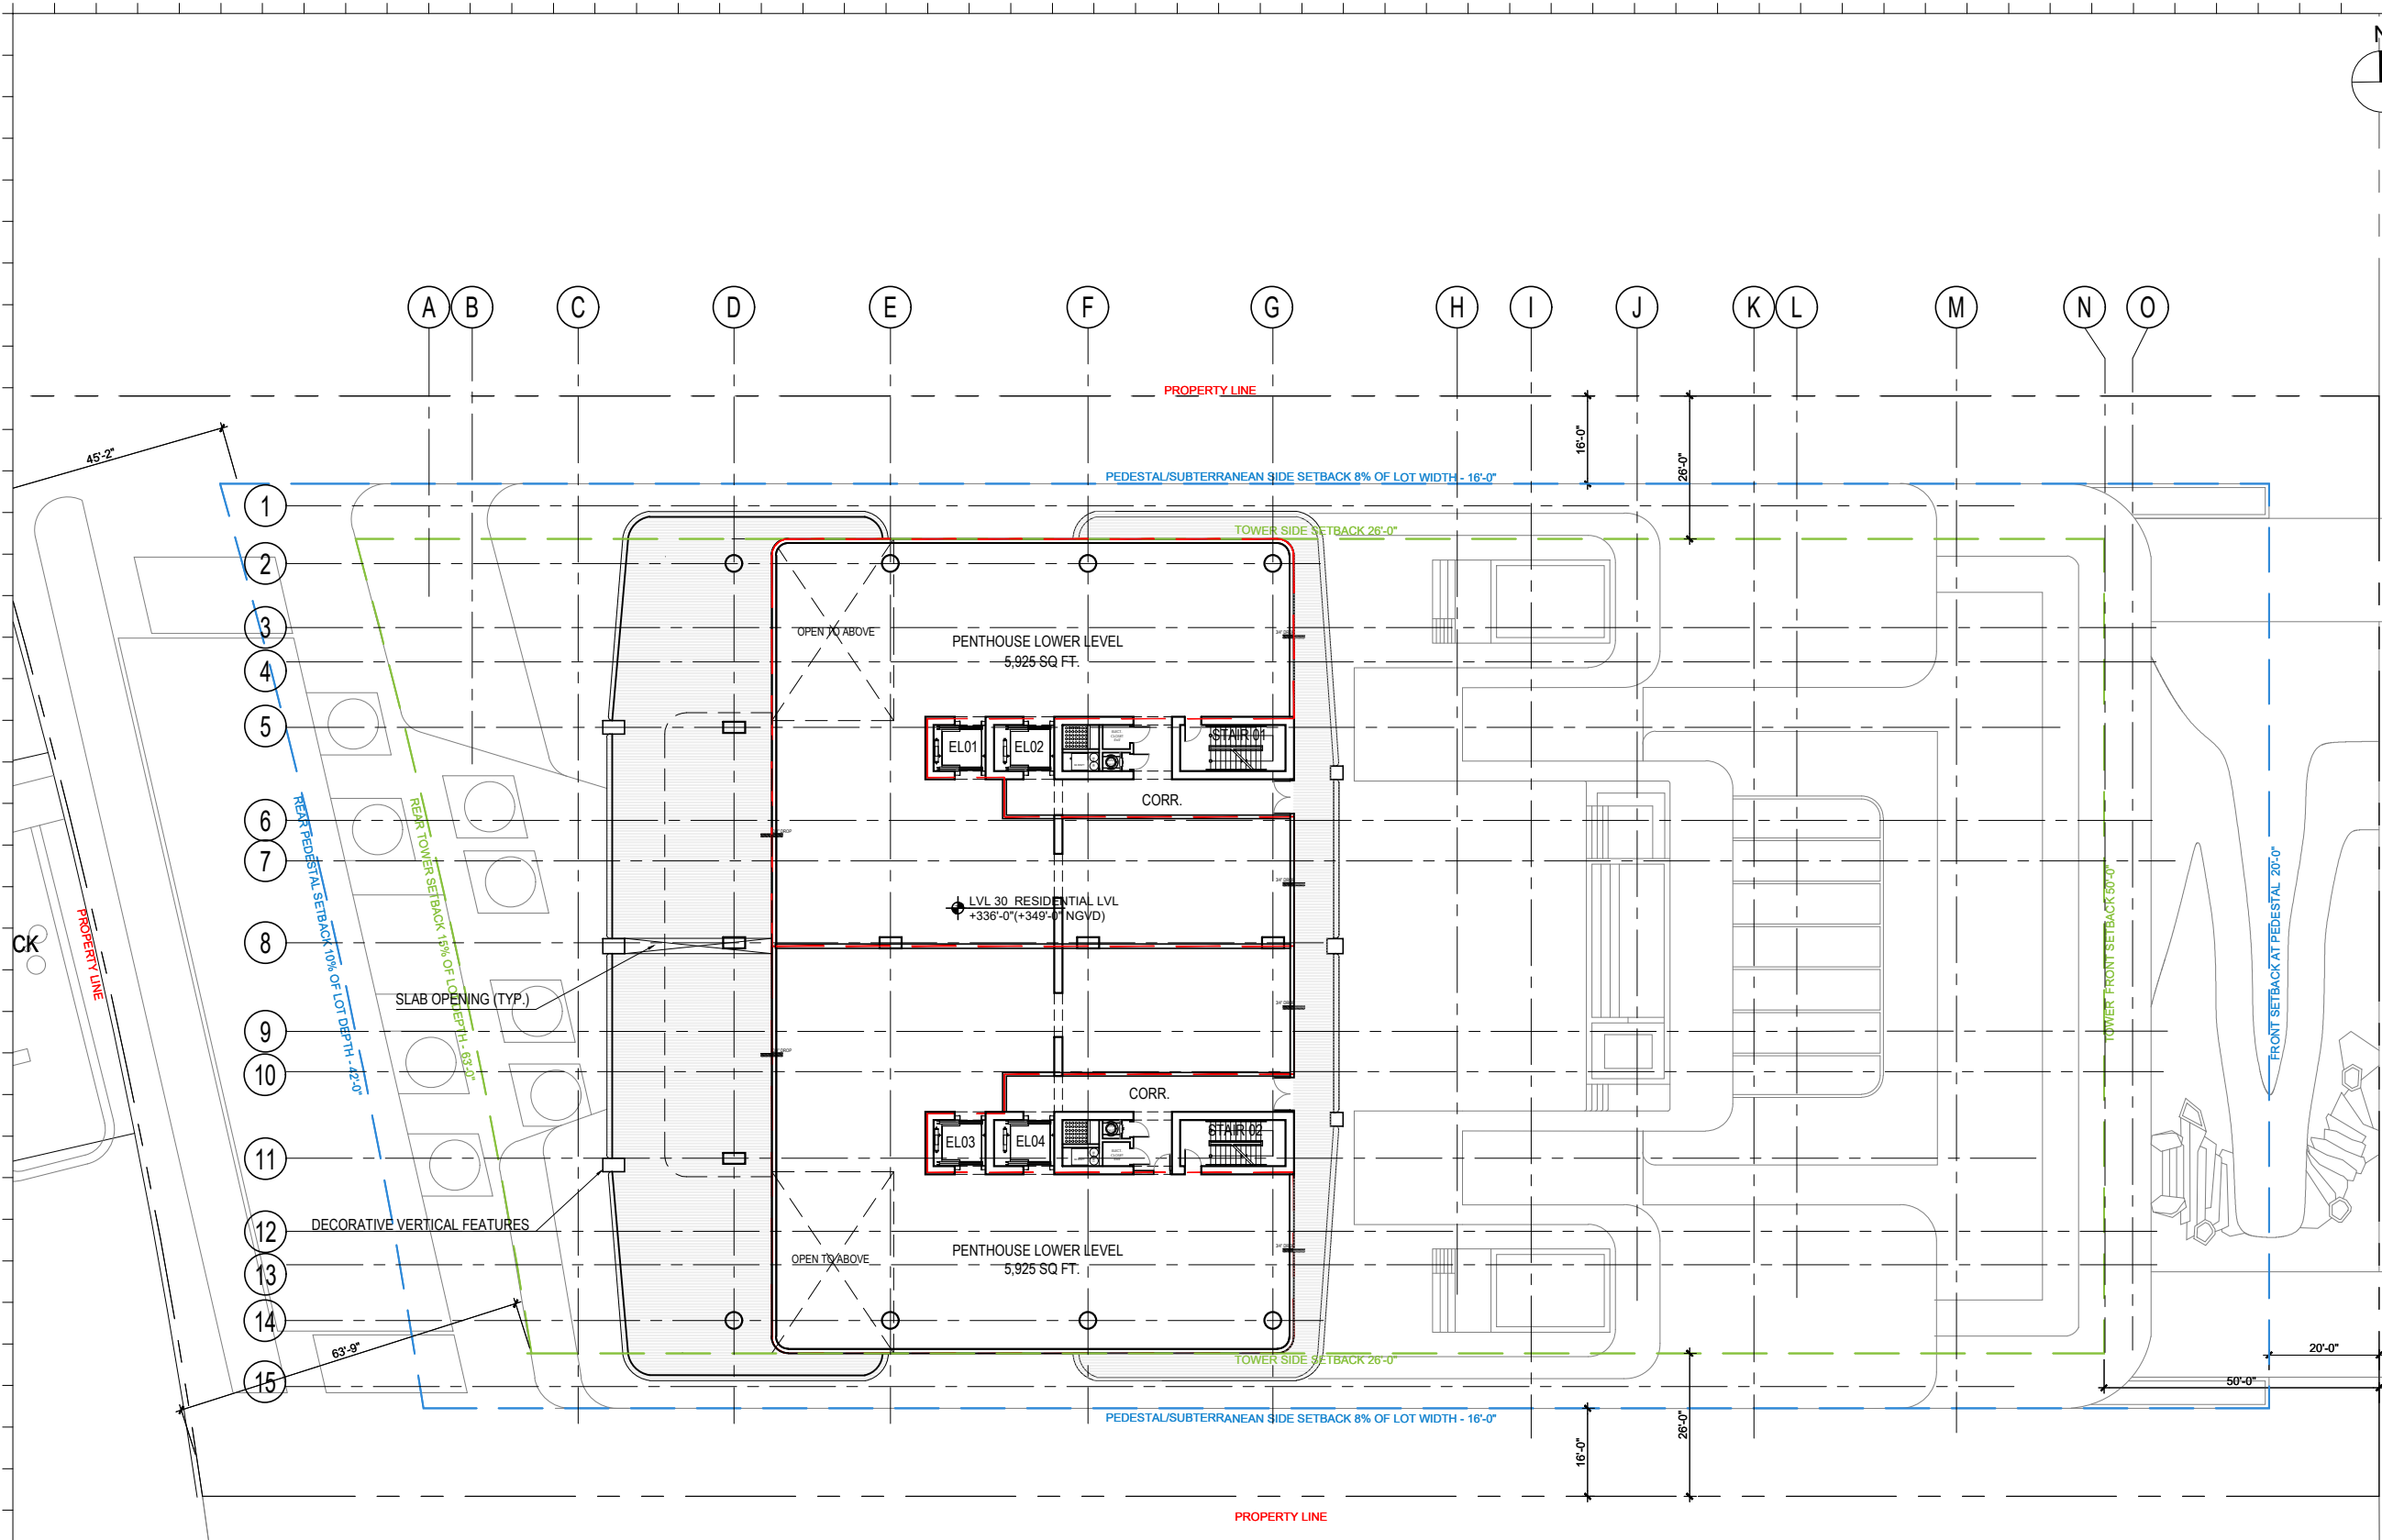 N
A
B
C
D
E
F
G
H
I
J
K
L
M
N
O
PROPERTY LINE
16'-0"
26'-0"
45'-2"
PEDESTAL/SUBTERRANEAN SIDE SETBACK 8% OF LOT WIDTH - 16'-0"
1
TOWER SIDE SETBACK 26'-0"
2
3
OPEN TO ABOVE
PENTHOUSE LOWER LEVEL
5,925 SQ FT.
4
5
EL01
EL02
STAIR 01
CORR.
6
7
REAR PEDESTAL SETBACK 10% OF LOT DEPTH - 42'-0"
REAR TOWER SETBACK 15% OF LOT DEPTH - 63'-0"
PROPERTY LINE
TOWER FRONT SETBACK 50'-0"
FRONT SETBACK AT PEDESTAL 20'-0"
LVL 30 RESIDENTIAL LVL
+336'-0"(+349'-0" NGVD)
CK
8
SLAB OPENING (TYP.)
9
10
CORR.
EL03
EL04
STAIR 02
11
DECORATIVE VERTICAL FEATURES
12
OPEN TO ABOVE
PENTHOUSE LOWER LEVEL
5,925 SQ FT.
13
14
63'-9"
20'-0"
TOWER SIDE SETBACK 26'-0"
15
50'-0"
PEDESTAL/SUBTERRANEAN SIDE SETBACK 8% OF LOT WIDTH - 16'-0"
26'-0"
16'-0"
PROPERTY LINE